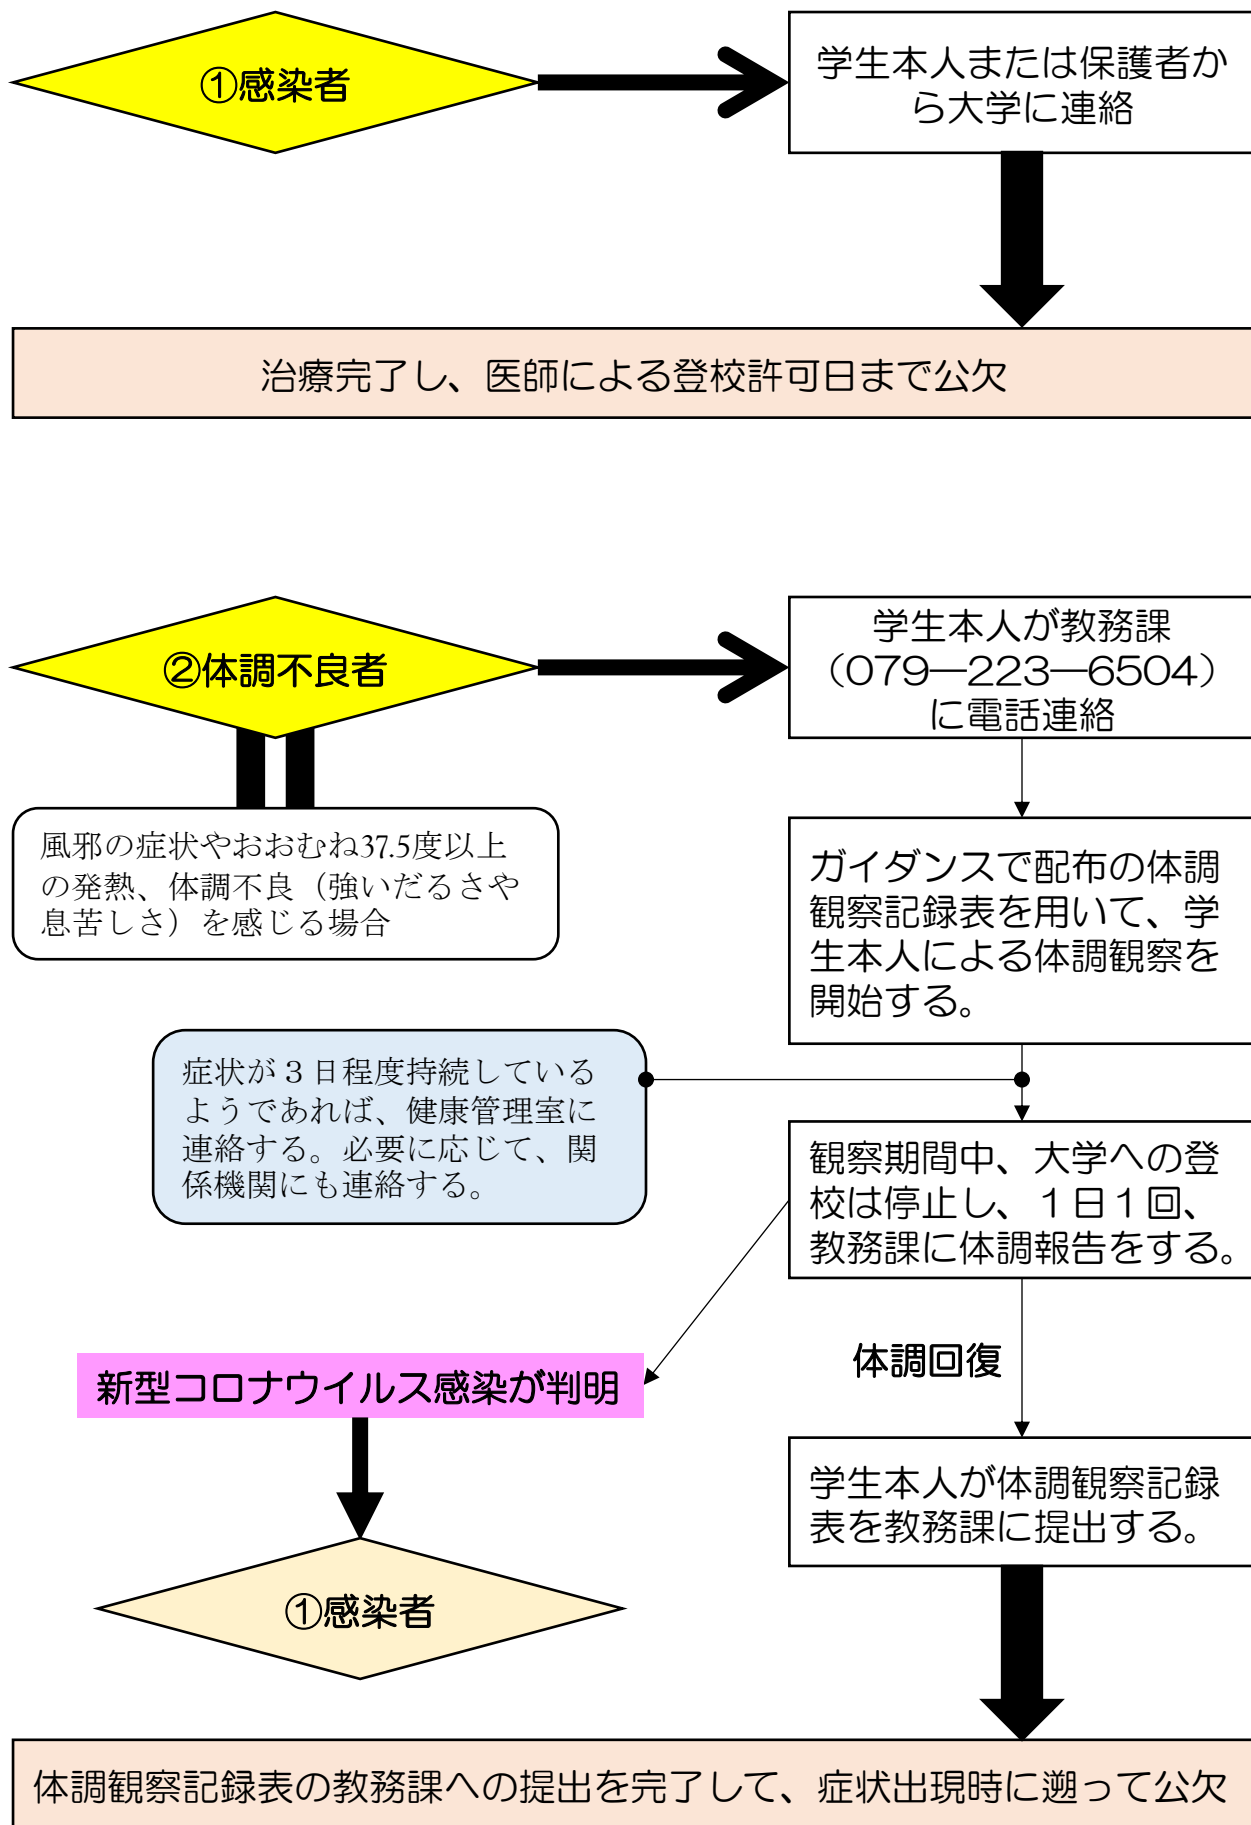 ①感染者
学生本人または保護者か
ら大学に連絡
治療完了し、医師による登校許可日まで公欠
②体調不良者
学生本人が教務課
（079―223―6504）
に電話連絡
風邪の症状やおおむね37.5度以上
の発熱、体調不良（強いだるさや
息苦しさ）を感じる場合
ガイダンスで配布の体調
観察記録表を用いて、学
生本人による体調観察を
開始する。
症状が３日程度持続している
ようであれば、健康管理室に
連絡する。必要に応じて、関
係機関にも連絡する。
観察期間中、大学への登
校は停止し、１日１回、
教務課に体調報告をする。
体調回復
新型コロナウイルス感染が判明
学生本人が体調観察記録
表を教務課に提出する。
①感染者
体調観察記録表の教務課への提出を完了して、症状出現時に遡って公欠